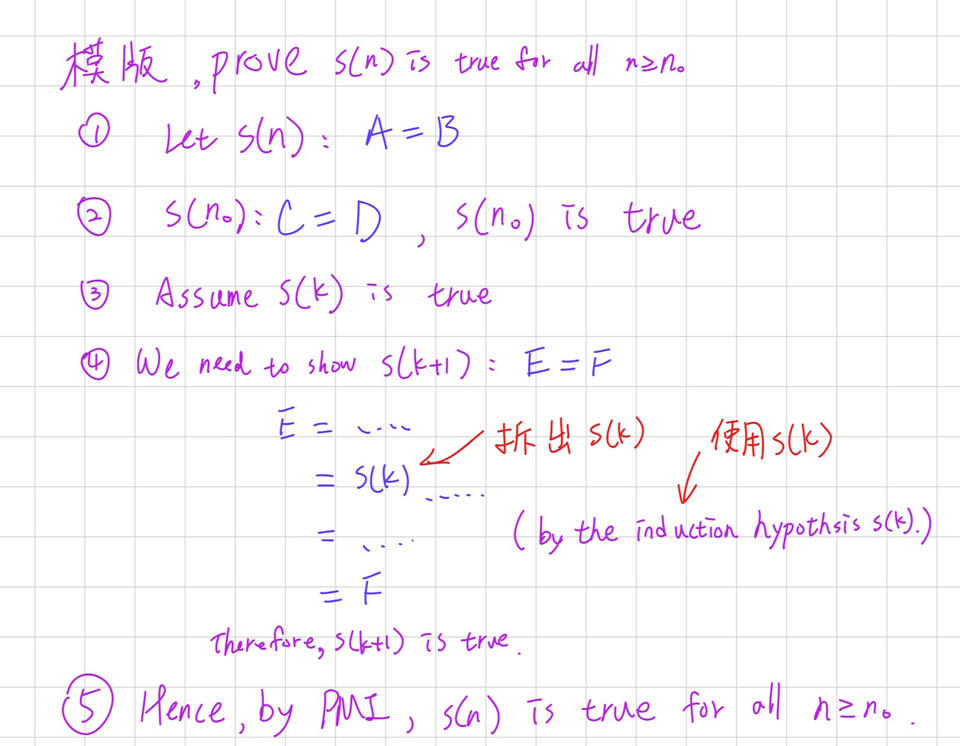 模版, prove S(n) is true for all n≥n₀
① Let S(n): A = B
② S(n₀): C = D, S(n₀) is true
③ Assume S(k) is true
④ We need to show S(k+1): E = F
E = ....
拆出 S(k)
使用 S(k)
= S(k) .....
= ....
(by the induction hypothsis S(k).)
= F
Therefore, S(k+1) is true.
⑤ Hence, by PMI, S(n) is true for all n≥n₀.